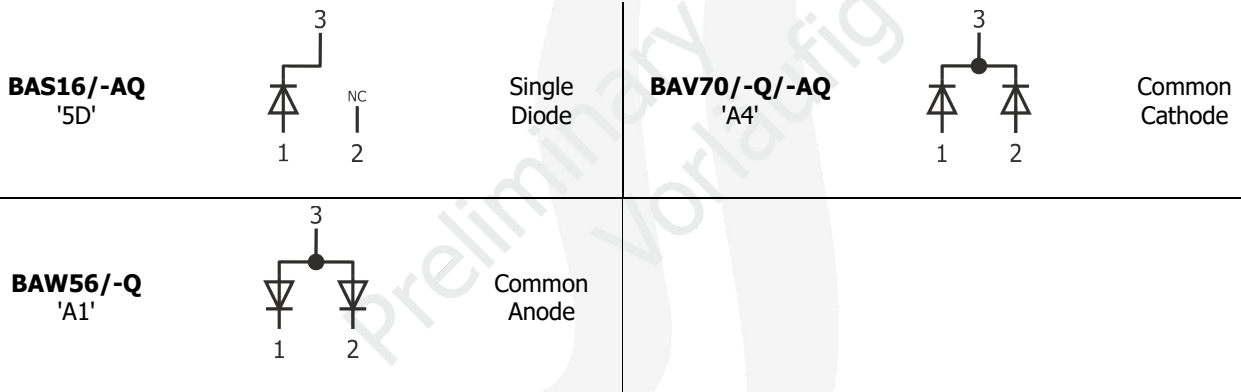 BAS16/-AQ
'5D'
3
NC
1 2
Single
Diode
BAV70/-Q/-AQ
'A4'
3
1 2
Common
Cathode
BAW56/-Q
'A1'
3
1 2
Common
Anode
Preliminary
Vorläufig